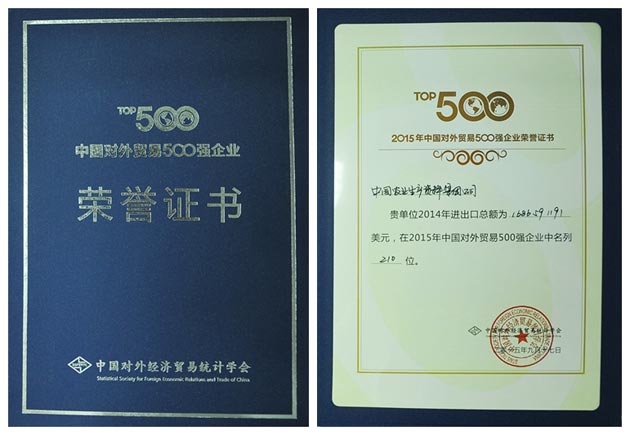 TOP 500
中国对外贸易500强企业
荣誉证书
中国对外经济贸易统计学会
Statistical Society for Foreign Economic Relations and Trade of China
TOP 500
2015年中国对外贸易500强企业荣誉证书
中国农业生产资料集团公司
贵单位2014年进出口总额为
美元，在2015年中国对外贸易500强企业中名列
210 位。
中国对外经济贸易统计学会
五年九月十七日